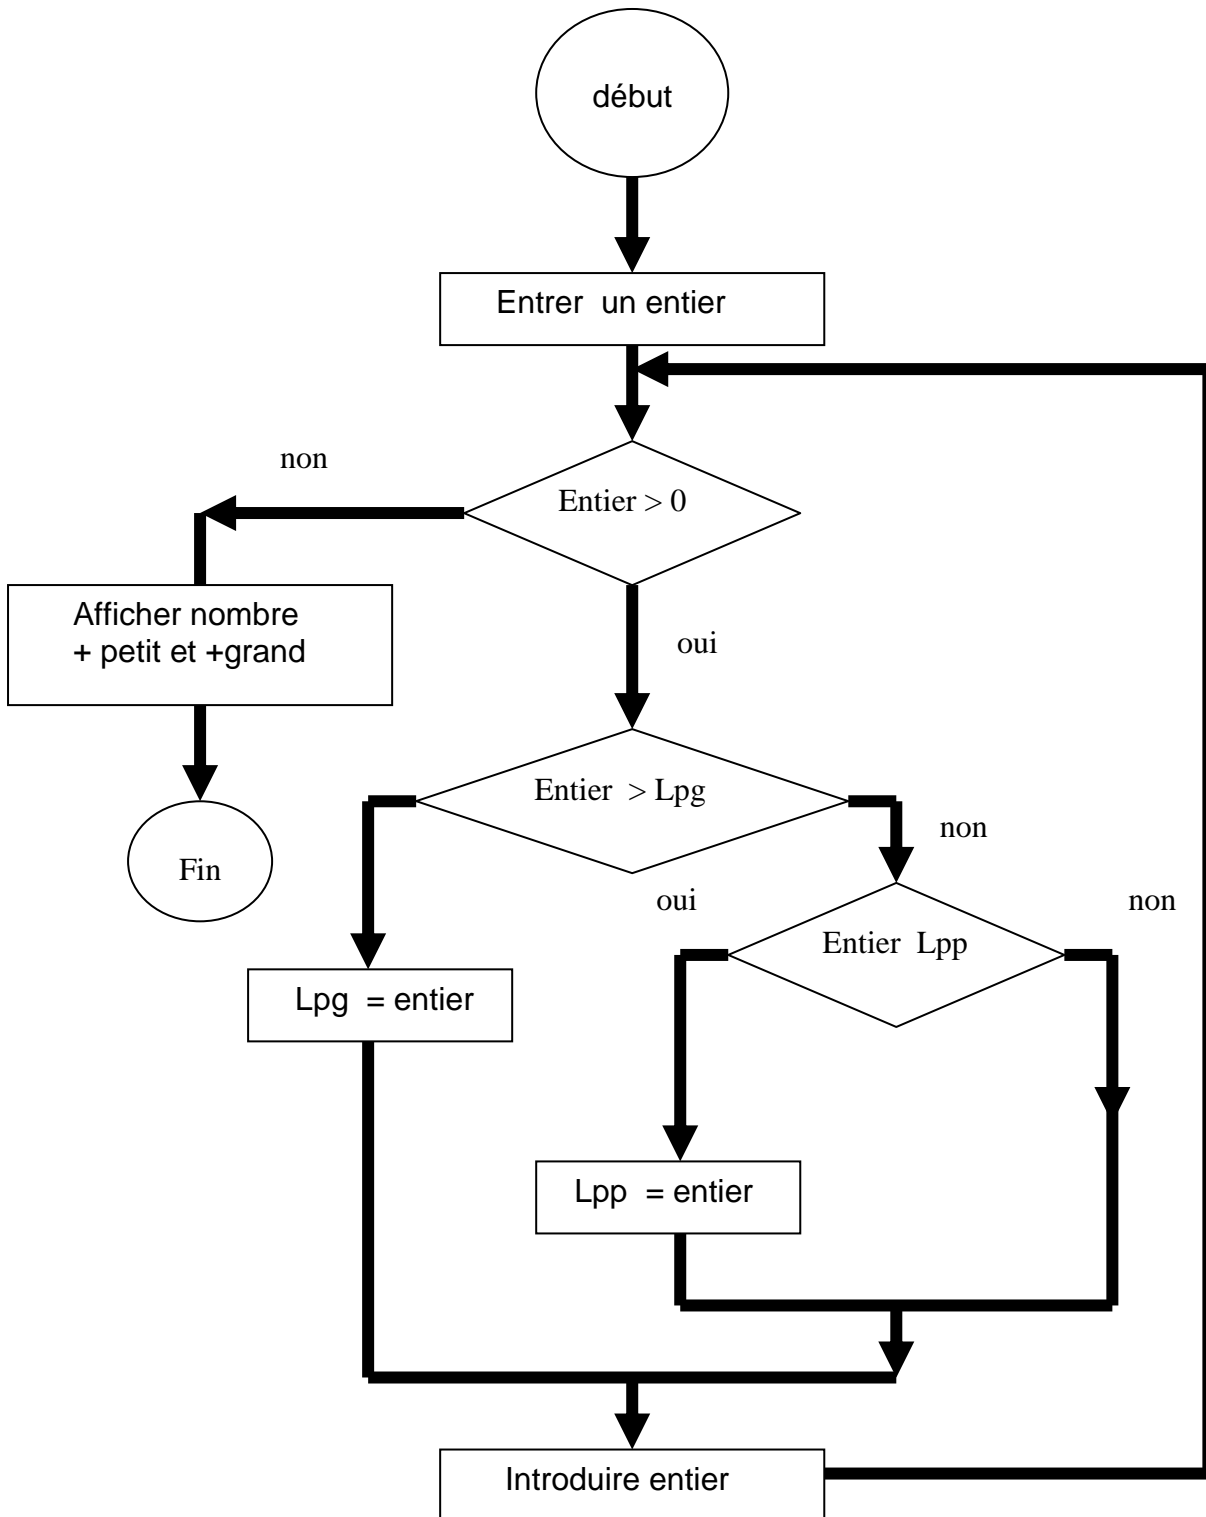 début
Entrer un entier
non
Entier > 0
Afficher nombre
+ petit et +grand
oui
Entier > Lpg
non
Fin
oui
non
Entier Lpp
Lpg = entier
Lpp = entier
Introduire entier